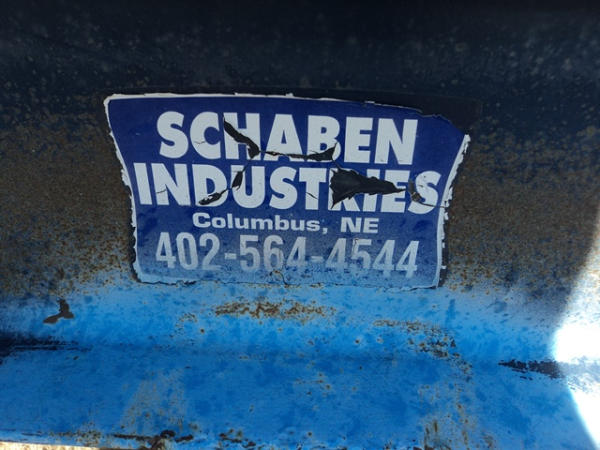 SCHABEN
INDUSTRIES
Columbus, NE
402-564-4544